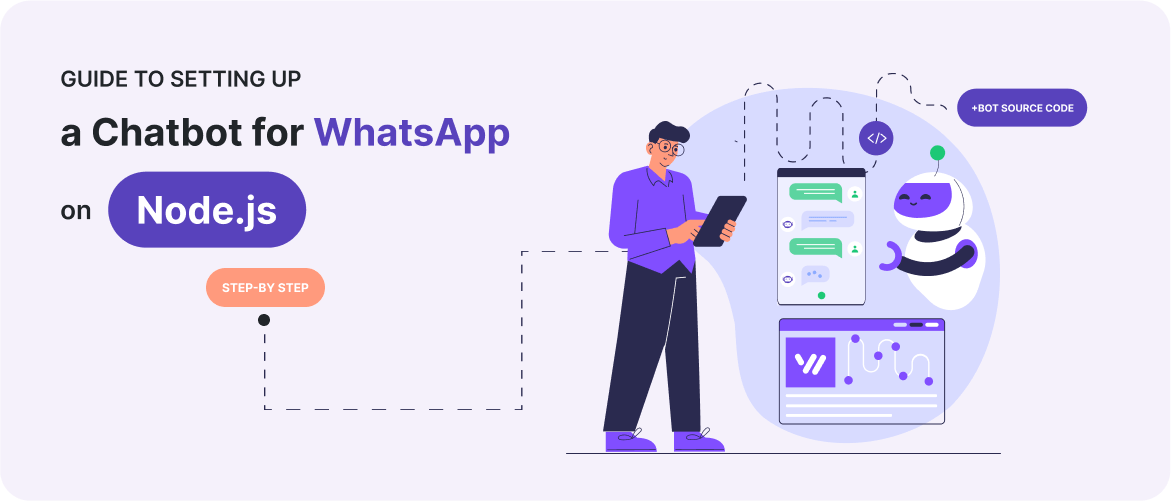 GUIDE TO SETTING UP
a Chatbot for WhatsApp
on Node.js
STEP-BY STEP
+BOT SOURCE CODE
</>